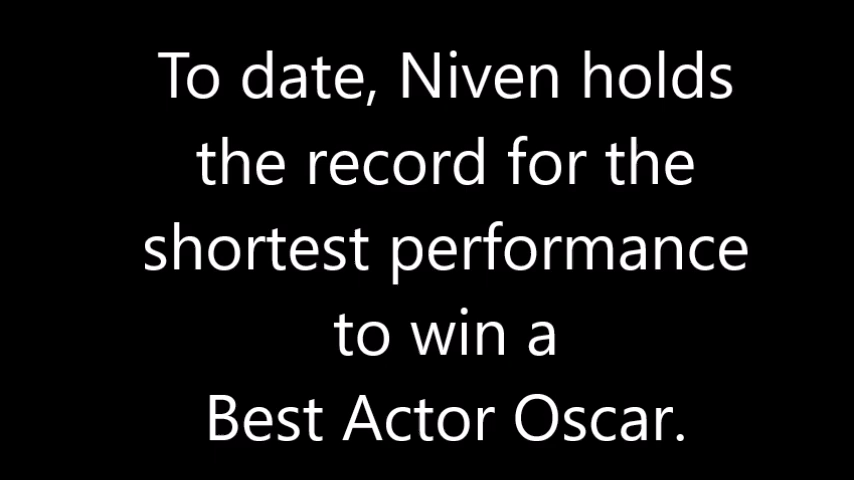 To date, Niven holds
the record for the
shortest performance
to win a
Best Actor Oscar.